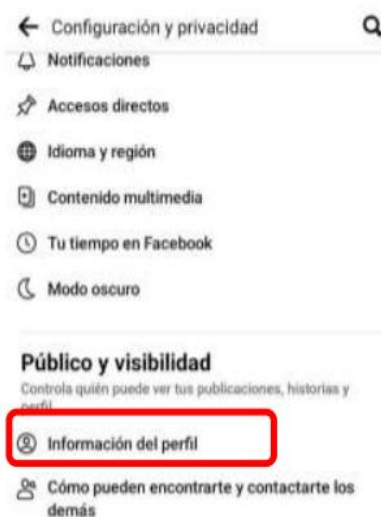 Configuración y privacidad
Notificaciones
Accesos directos
Idioma y región
Contenido multimedia
Tu tiempo en Facebook
Modo oscuro
Público y visibilidad
Controla quién puede ver tus publicaciones, historias y
perfil
Información del perfil
Cómo pueden encontrarte y contactarte los
demás